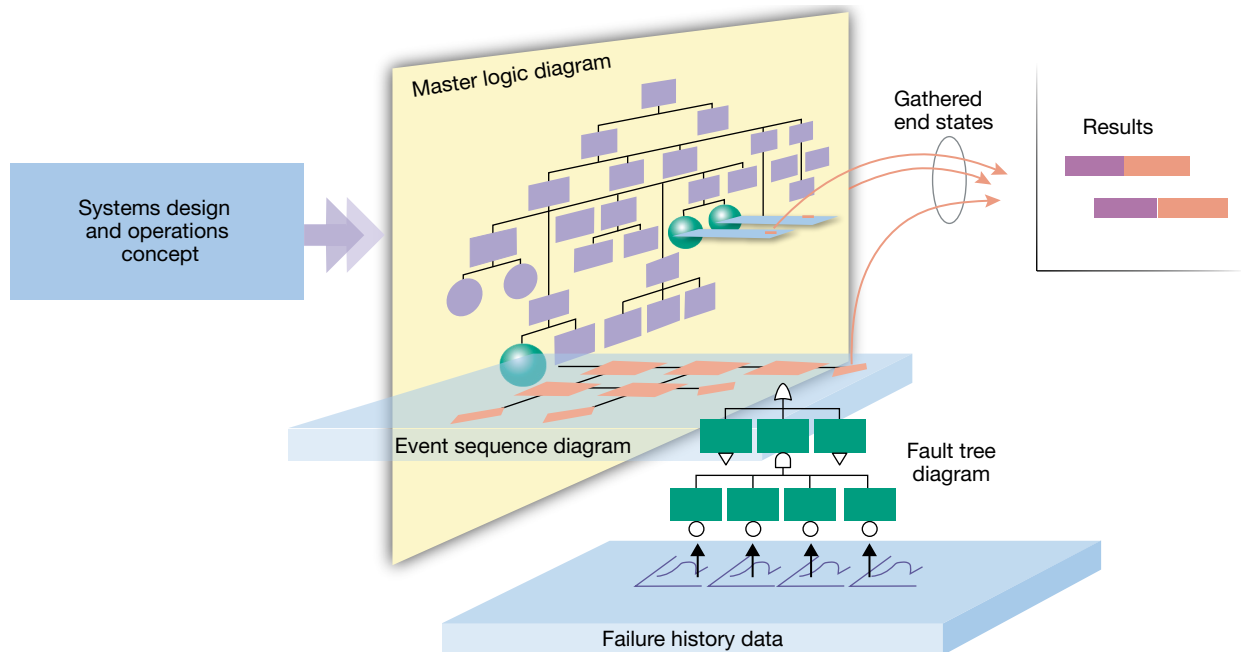 Master logic diagram
Systems design
and operations
concept
Gathered
end states
Results
Event sequence diagram
Fault tree
diagram
Failure history data